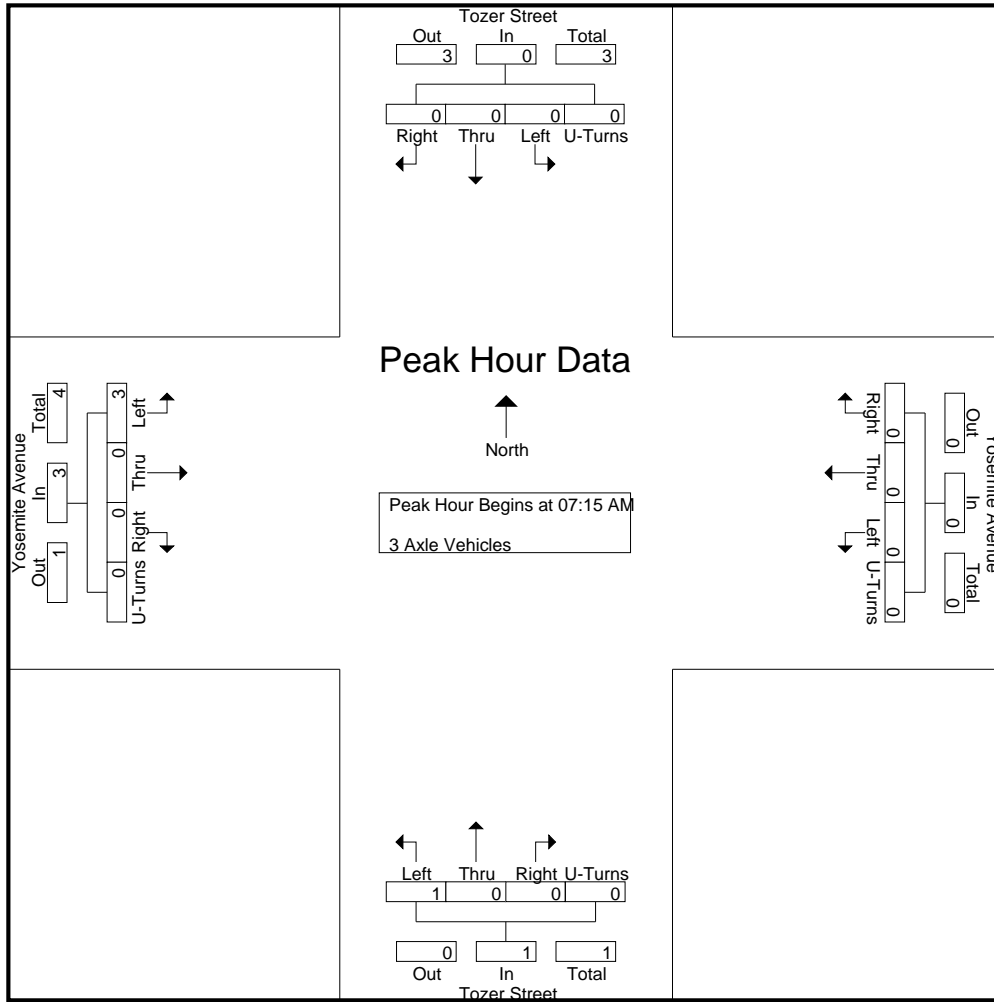 Tozer Street
Out In Total
3 0 3
0 0 0 0
Right Thru Left U-Turns
Peak Hour Data
North
Peak Hour Begins at 07:15 AM
3 Axle Vehicles
Yosemite Avenue
Total In Out
4 3 1
3 0 0 0
Left Thru Right U-Turns
Yosemite Avenue
Out In Total
0 0 0
0 0 0 0
Right Thru Left U-Turns
Left Thru Right U-Turns
1 0 0 0
0 1 1
Out In Total
Tozer Street